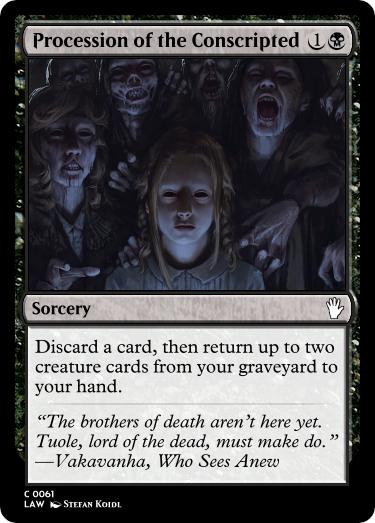 Procession of the Conscripted 1
Sorcery
Discard a card, then return up to two
creature cards from your graveyard to
your hand.
“The brothers of death aren’t here yet.
Tuole, lord of the dead, must make do.”
—Vakavanha, Who Sees Anew
C 0061
LAW Stefan Koidl